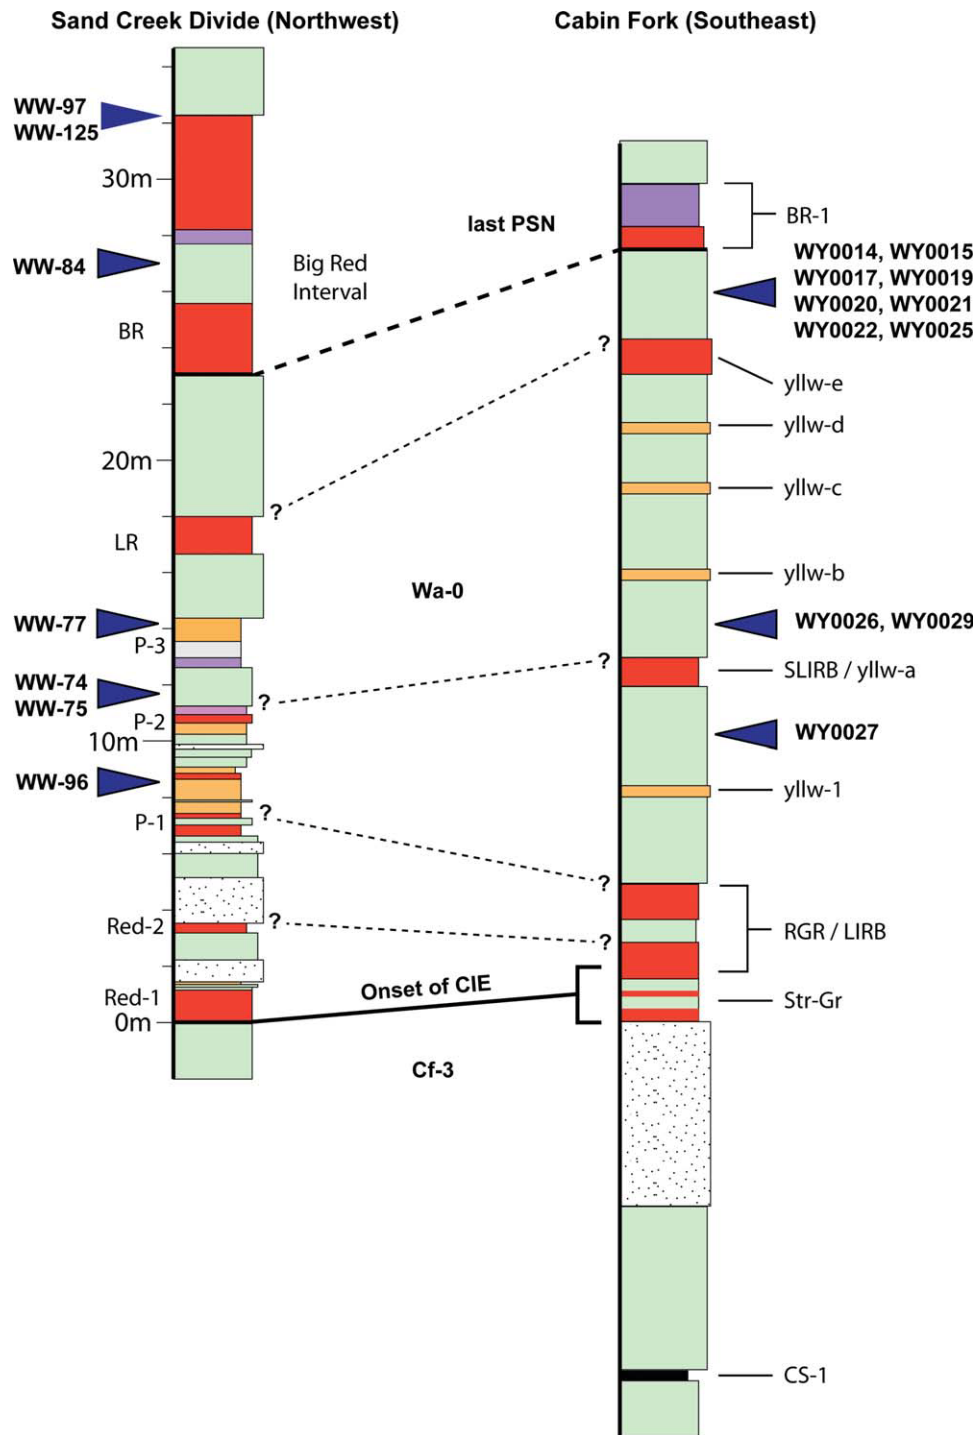 Sand Creek Divide (Northwest)
Cabin Fork (Southeast)
WW-97
WW-125
30m
WW-84
BR
20m
LR
WW-77
P-3
WW-74
WW-75
P-2
10m
WW-96
P-1
Red-2
Red-1
0m
last PSN
Big Red
Interval
?
?
Wa-0
?
?
?
?
?
?
Onset of CIE
Cf-3
BR-1
WY0014, WY0015
WY0017, WY0019
WY0020, WY0021
WY0022, WY0025
yllw-e
yllw-d
yllw-c
yllw-b
WY0026, WY0029
SLIRB / yllw-a
WY0027
yllw-1
RGR / LIRB
Str-Gr
CS-1